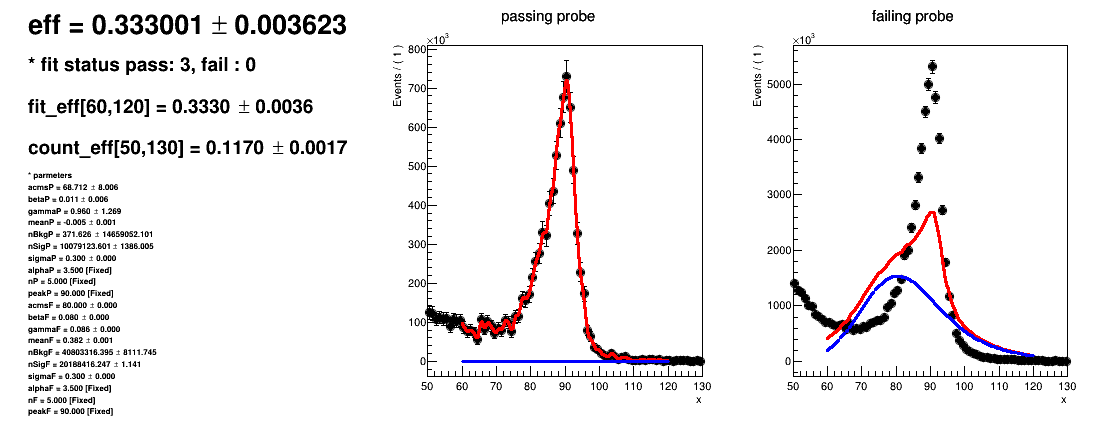 eff = 0.333001 ± 0.003623
* fit status pass: 3, fail : 0
fit_eff[60,120] = 0.3330 ± 0.0036
count_eff[50,130] = 0.1170 ± 0.0017
* parmeters
acmsP = 68.712 ± 8.006
betaP = 0.011 ± 0.006
gammaP = 0.960 ± 1.269
meanP = -0.005 ± 0.001
nBkgP = 371.626 ± 14659052.101
nSigP = 10079123.601 ± 1386.005
sigmaP = 0.300 ± 0.000
alphaP = 3.500 [Fixed]
nP = 5.000 [Fixed]
peakP = 90.000 [Fixed]
acmsF = 80.000 ± 0.000
betaF = 0.080 ± 0.000
gammaF = 0.086 ± 0.000
meanF = 0.382 ± 0.001
nBkgF = 40803316.395 ± 8111.745
nSigF = 20188416.247 ± 1.141
sigmaF = 0.300 ± 0.000
alphaF = 3.500 [Fixed]
nF = 5.000 [Fixed]
peakF = 90.000 [Fixed]
passing probe
×10³
Events / ( 1 )
800
700
600
500
400
300
200
100
0
50 60 70 80 90 100 110 120 130
x
failing probe
×10³
Events / ( 1 )
5000
4000
3000
2000
1000
0
50 60 70 80 90 100 110 120 130
x